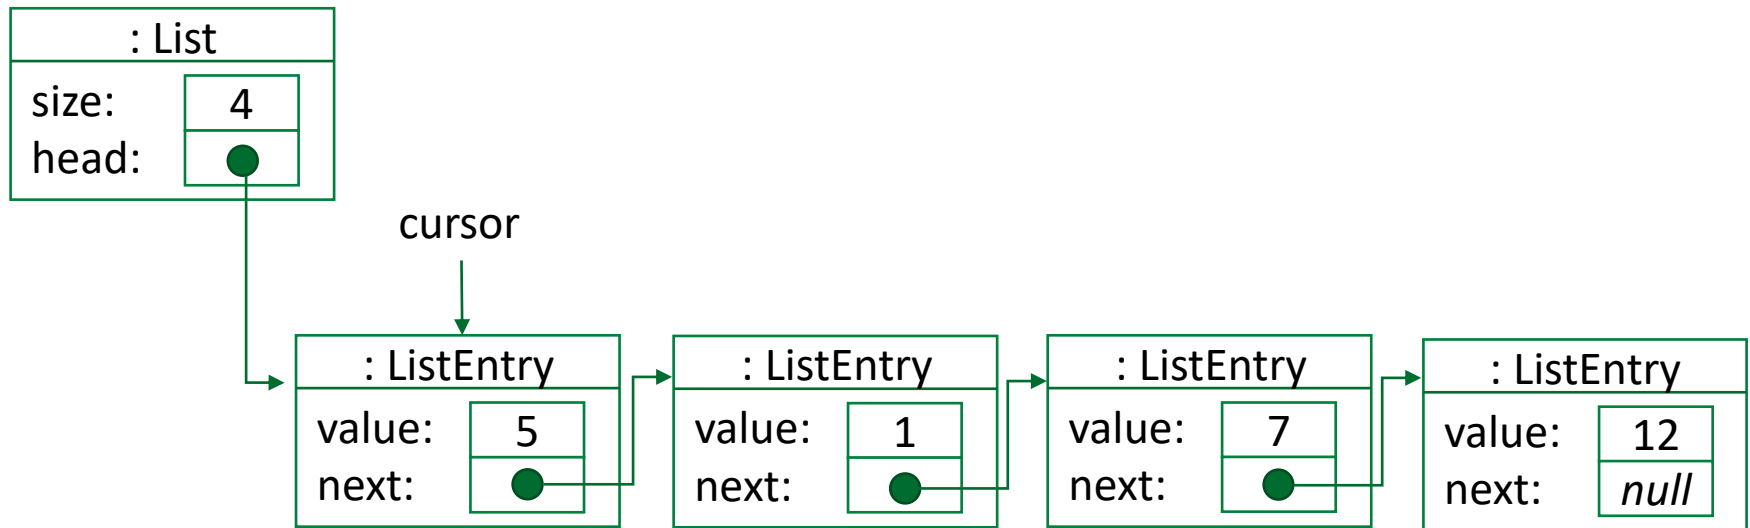 : List
size: 4
head:
cursor
: ListEntry
value: 5
next:
: ListEntry
value: 1
next:
: ListEntry
value: 7
next:
: ListEntry
value: 12
next: null